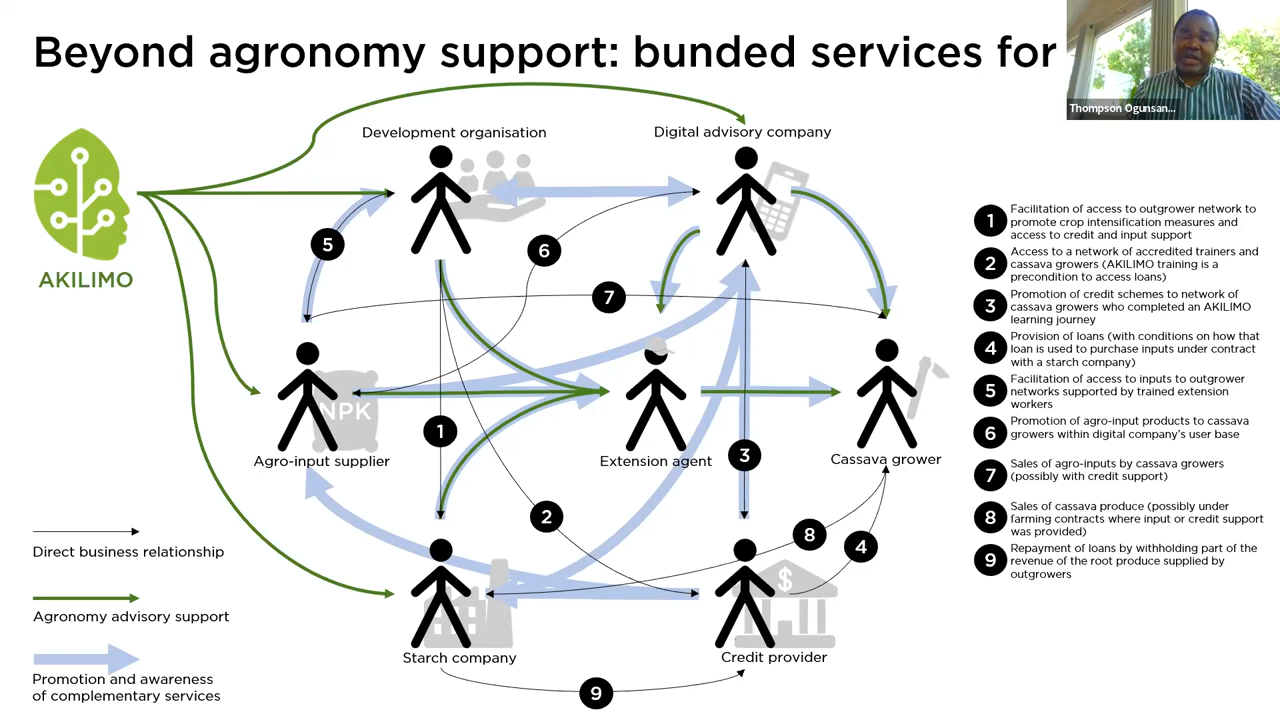 Beyond agronomy support: bunded services for
Thompson Ogunsan...
Development organisation
Digital advisory company
AKILIMO
5
6
7
NPK
Agro-input supplier
1
Extension agent
3
Cassava grower
2
8
4
$
Starch company
Credit provider
9
Direct business relationship
Agronomy advisory support
Promotion and awareness
of complementary services
1 Facilitation of access to outgrower network to
promote crop intensification measures and
access to credit and input support
2 Access to a network of accredited trainers and
cassava growers (AKILIMO training is a
precondition to access loans)
3 Promotion of credit schemes to network of
cassava growers who completed an AKILIMO
learning journey
4 Provision of loans (with conditions on how that
loan is used to purchase inputs under contract
with a starch company)
5 Facilitation of access to inputs to outgrower
networks supported by trained extension
workers
6 Promotion of agro-input products to cassava
growers within digital company's user base
7 Sales of agro-inputs by cassava growers
(possibly with credit support)
8 Sales of cassava produce (possibly under
farming contracts where input or credit support
was provided)
9 Repayment of loans by withholding part of the
revenue of the root produce supplied by
outgrowers